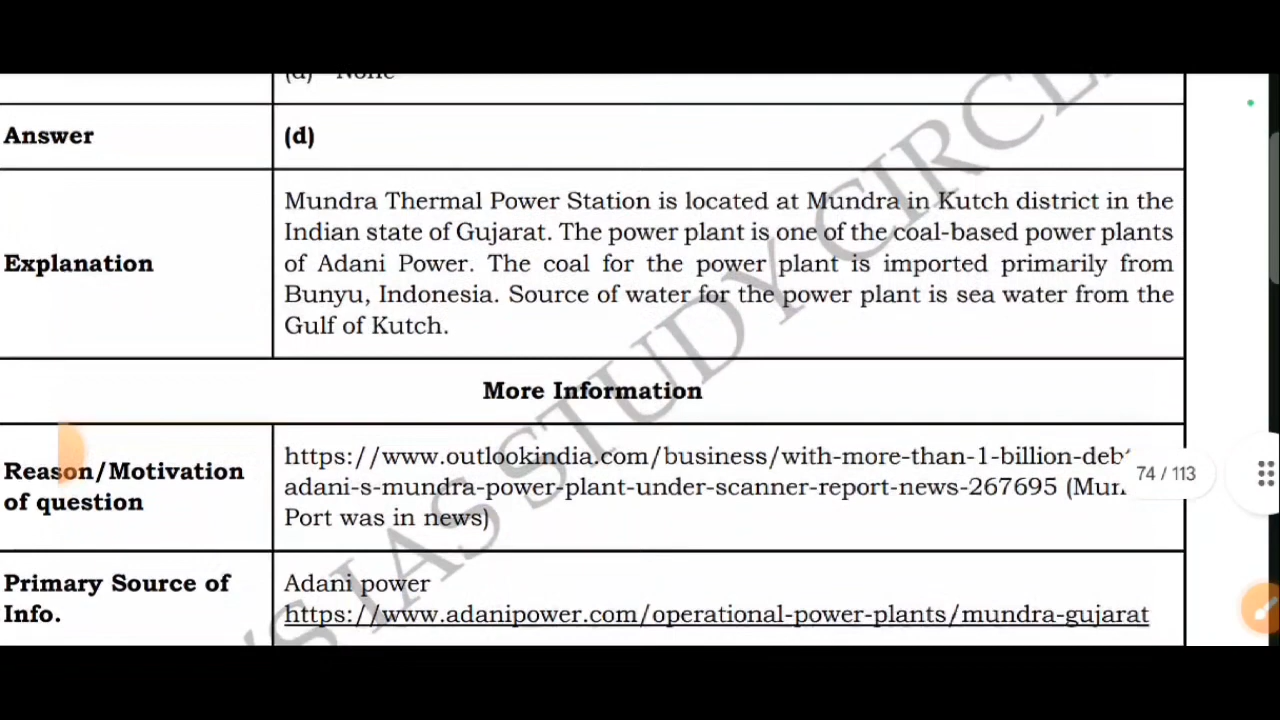 (d) None
Answer
(d)
Explanation
Mundra Thermal Power Station is located at Mundra in Kutch district in the
Indian state of Gujarat. The power plant is one of the coal-based power plants
of Adani Power. The coal for the power plant is imported primarily from
Bunyu, Indonesia. Source of water for the power plant is sea water from the
Gulf of Kutch.
More Information
Reason/Motivation
of question
https://www.outlookindia.com/business/with-more-than-1-billion-deb
adani-s-mundra-power-plant-under-scanner-report-news-267695 (Mun
Port was in news)
74 / 113
Primary Source of
Info.
Adani power
https://www.adanipower.com/operational-power-plants/mundra-gujarat
'S IAS STUDY CIRCL